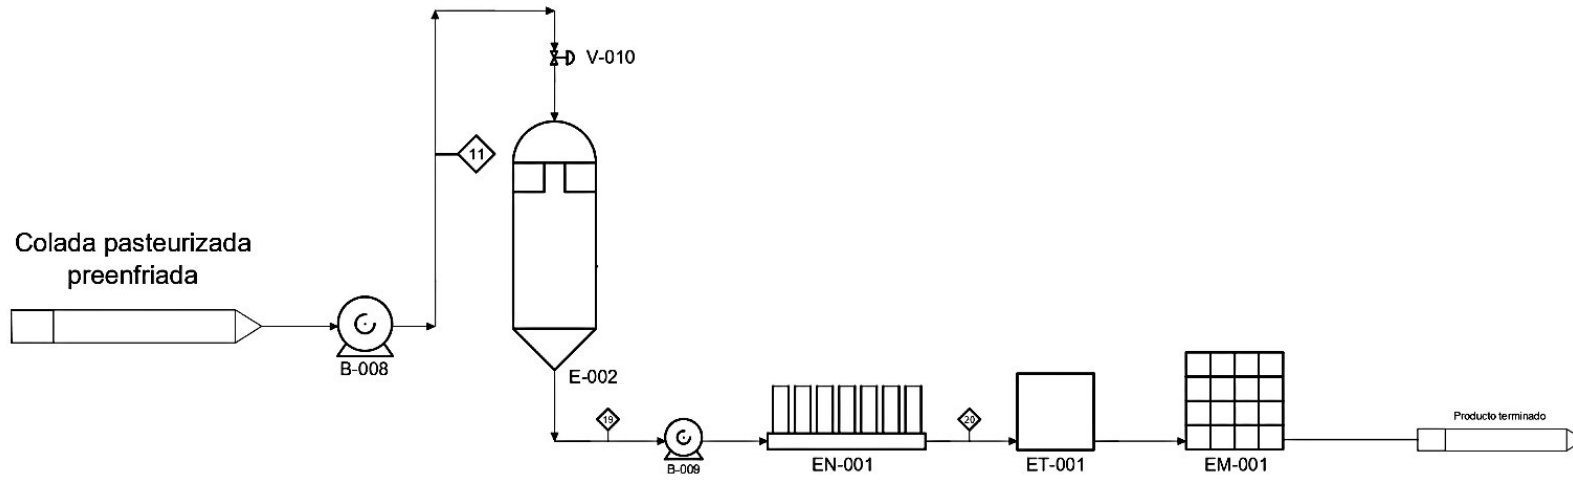 V-010
11
Colada pasteurizada
preenfriada
B-008
E-002
19
B-009
EN-001
20
ET-001
EM-001
Producto terminado